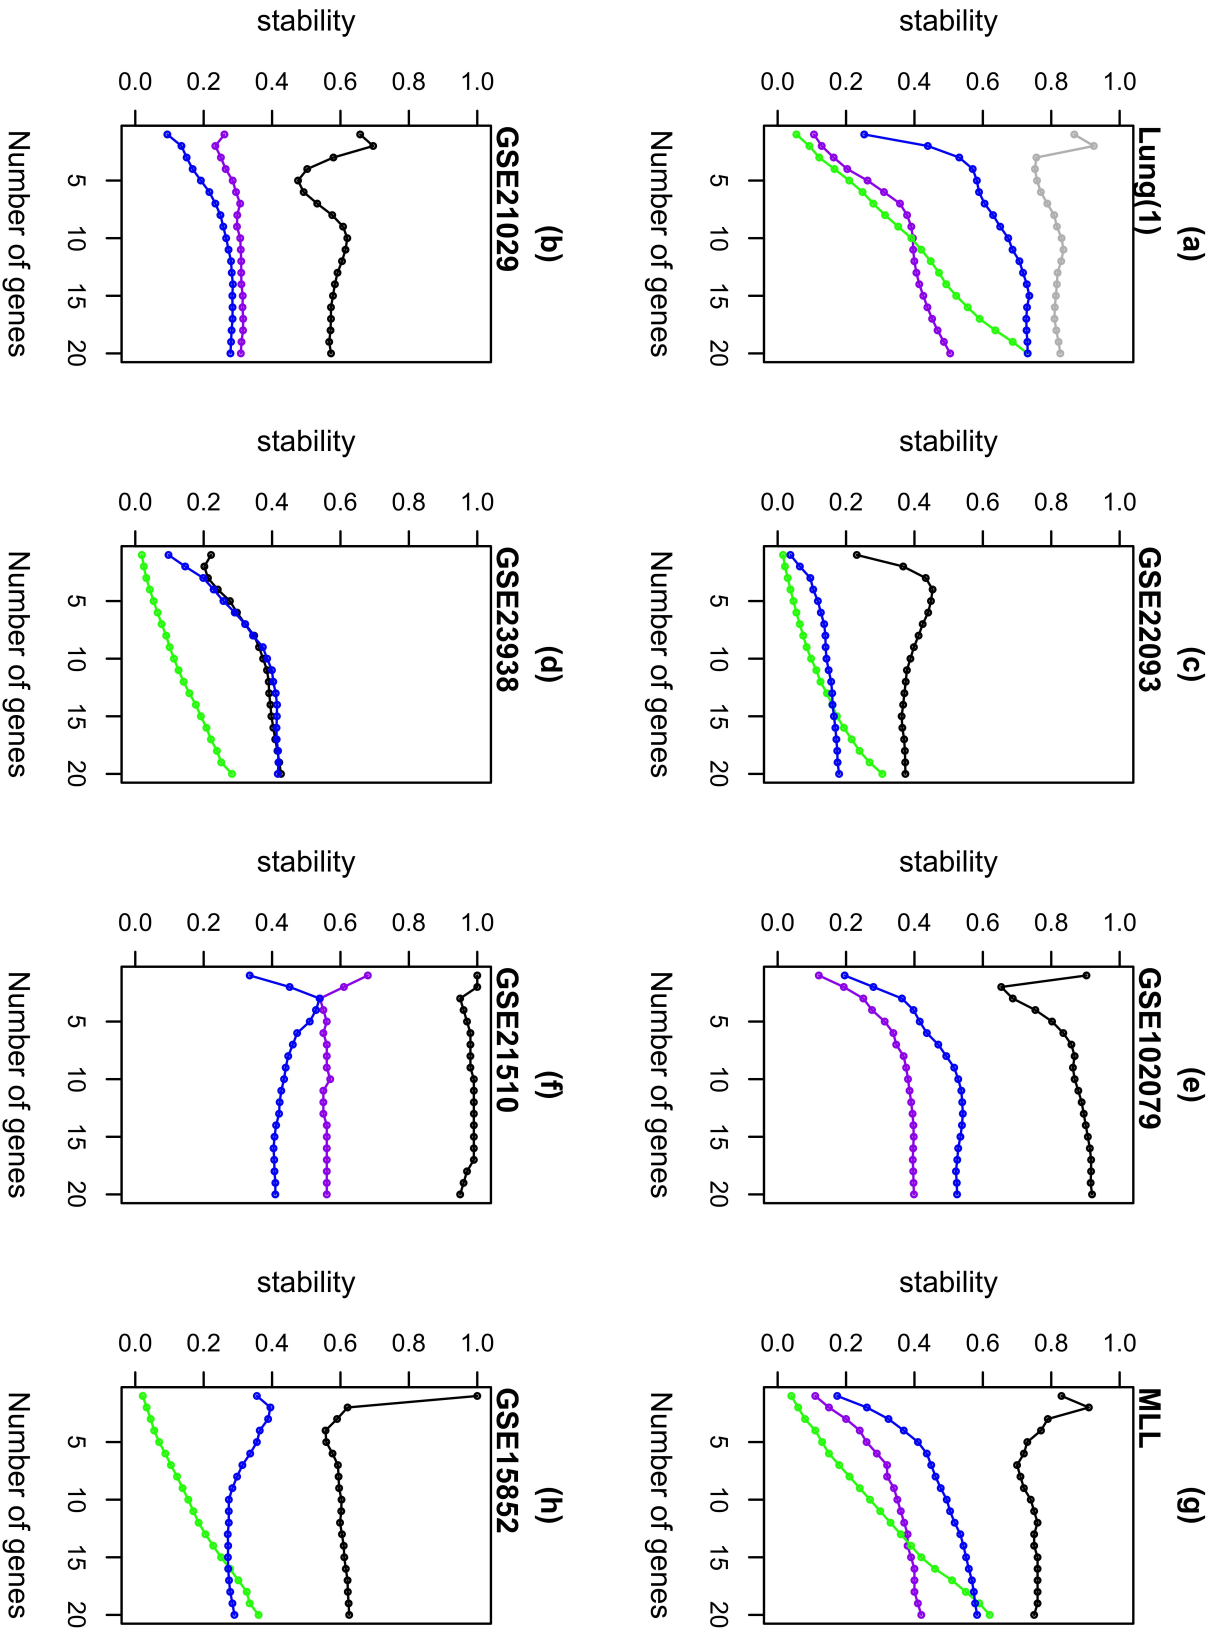 (a)
Lung(1)
stability
0.0 0.2 0.4 0.6 0.8 1.0
5 10 15 20
Number of genes
(c)
GSE22093
stability
0.0 0.2 0.4 0.6 0.8 1.0
5 10 15 20
Number of genes
(e)
GSE102079
stability
0.0 0.2 0.4 0.6 0.8 1.0
5 10 15 20
Number of genes
(g)
MLL
stability
0.0 0.2 0.4 0.6 0.8 1.0
5 10 15 20
Number of genes
(b)
GSE21029
stability
0.0 0.2 0.4 0.6 0.8 1.0
5 10 15 20
Number of genes
(d)
GSE23938
stability
0.0 0.2 0.4 0.6 0.8 1.0
5 10 15 20
Number of genes
(f)
GSE21510
stability
0.0 0.2 0.4 0.6 0.8 1.0
5 10 15 20
Number of genes
(h)
GSE15852
stability
0.0 0.2 0.4 0.6 0.8 1.0
5 10 15 20
Number of genes